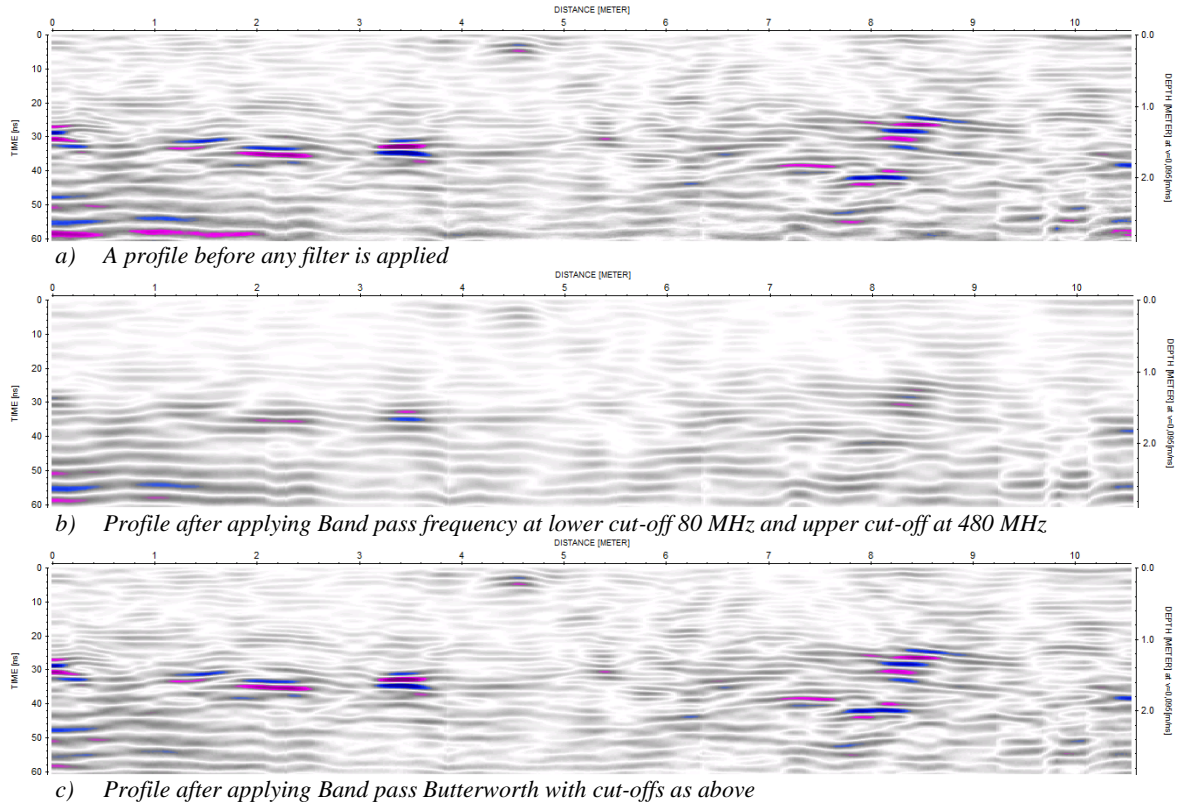 DISTANCE [METER]
0 1 2 3 4 5 6 7 8 9 10
TIME [ns]
0
10
20
30
40
50
60
0.0
1.0
2.0
DEPTH [METER] at v=0,095[m/ns]
a) A profile before any filter is applied
DISTANCE [METER]
0 1 2 3 4 5 6 7 8 9 10
TIME [ns]
0
10
20
30
40
50
60
0.0
1.0
2.0
DEPTH [METER] at v=0,095[m/ns]
b) Profile after applying Band pass frequency at lower cut-off 80 MHz and upper cut-off at 480 MHz
DISTANCE [METER]
0 1 2 3 4 5 6 7 8 9 10
TIME [ns]
0
10
20
30
40
50
60
0.0
1.0
2.0
DEPTH [METER] at v=0,095[m/ns]
c) Profile after applying Band pass Butterworth with cut-offs as above